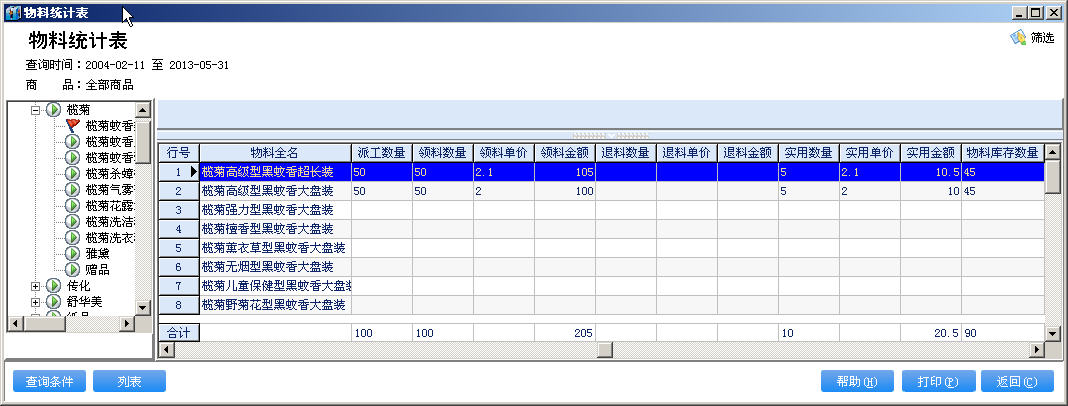 物料统计表
物料统计表
筛选
查询时间：2004-02-11 至 2013-05-31
商 品：全部商品
榄菊
榄菊蚊香
榄菊蚊香
榄菊蚊香
榄菊杀蟑
榄菊气雾
榄菊花露
榄菊洗洁
榄菊洗衣
雅黛
赠品
传化
舒华美
行号 物料全名 派工数量 领料数量 领料单价 领料金额 退料数量 退料单价 退料金额 实用数量 实用单价 实用金额 物料库存数量
1 榄菊高级型黑蚊香超长装 50 50 2.1 105 5 2.1 10.5 45
2 榄菊高级型黑蚊香大盘装 50 50 2 100 5 2 10 45
3 榄菊强力型黑蚊香大盘装
4 榄菊檀香型黑蚊香大盘装
5 榄菊薰衣草型黑蚊香大盘装
6 榄菊无烟型黑蚊香大盘装
7 榄菊儿童保健型黑蚊香大盘装
8 榄菊野菊花型黑蚊香大盘装
合计 100 100 205 10 20.5 90
查询条件 列表 帮助(H) 打印(P) 返回(C)